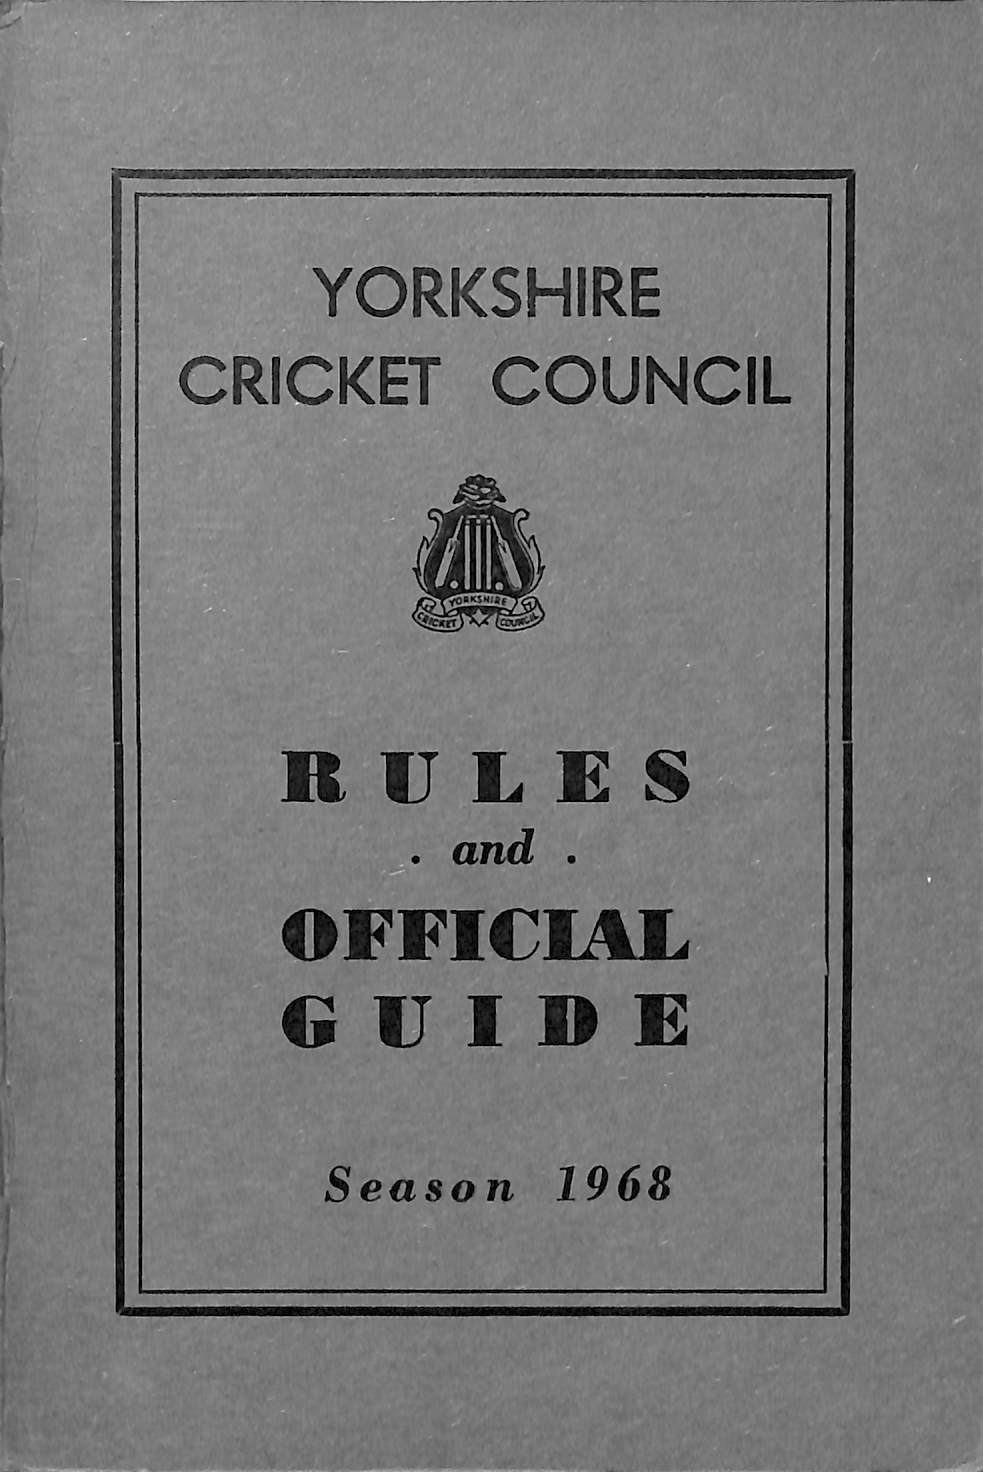 YORKSHIRE
CRICKET COUNCIL
YORKSHIRE
CRICKET COUNCIL
RULES
. and .
OFFICIAL
GUIDE
Season 1968